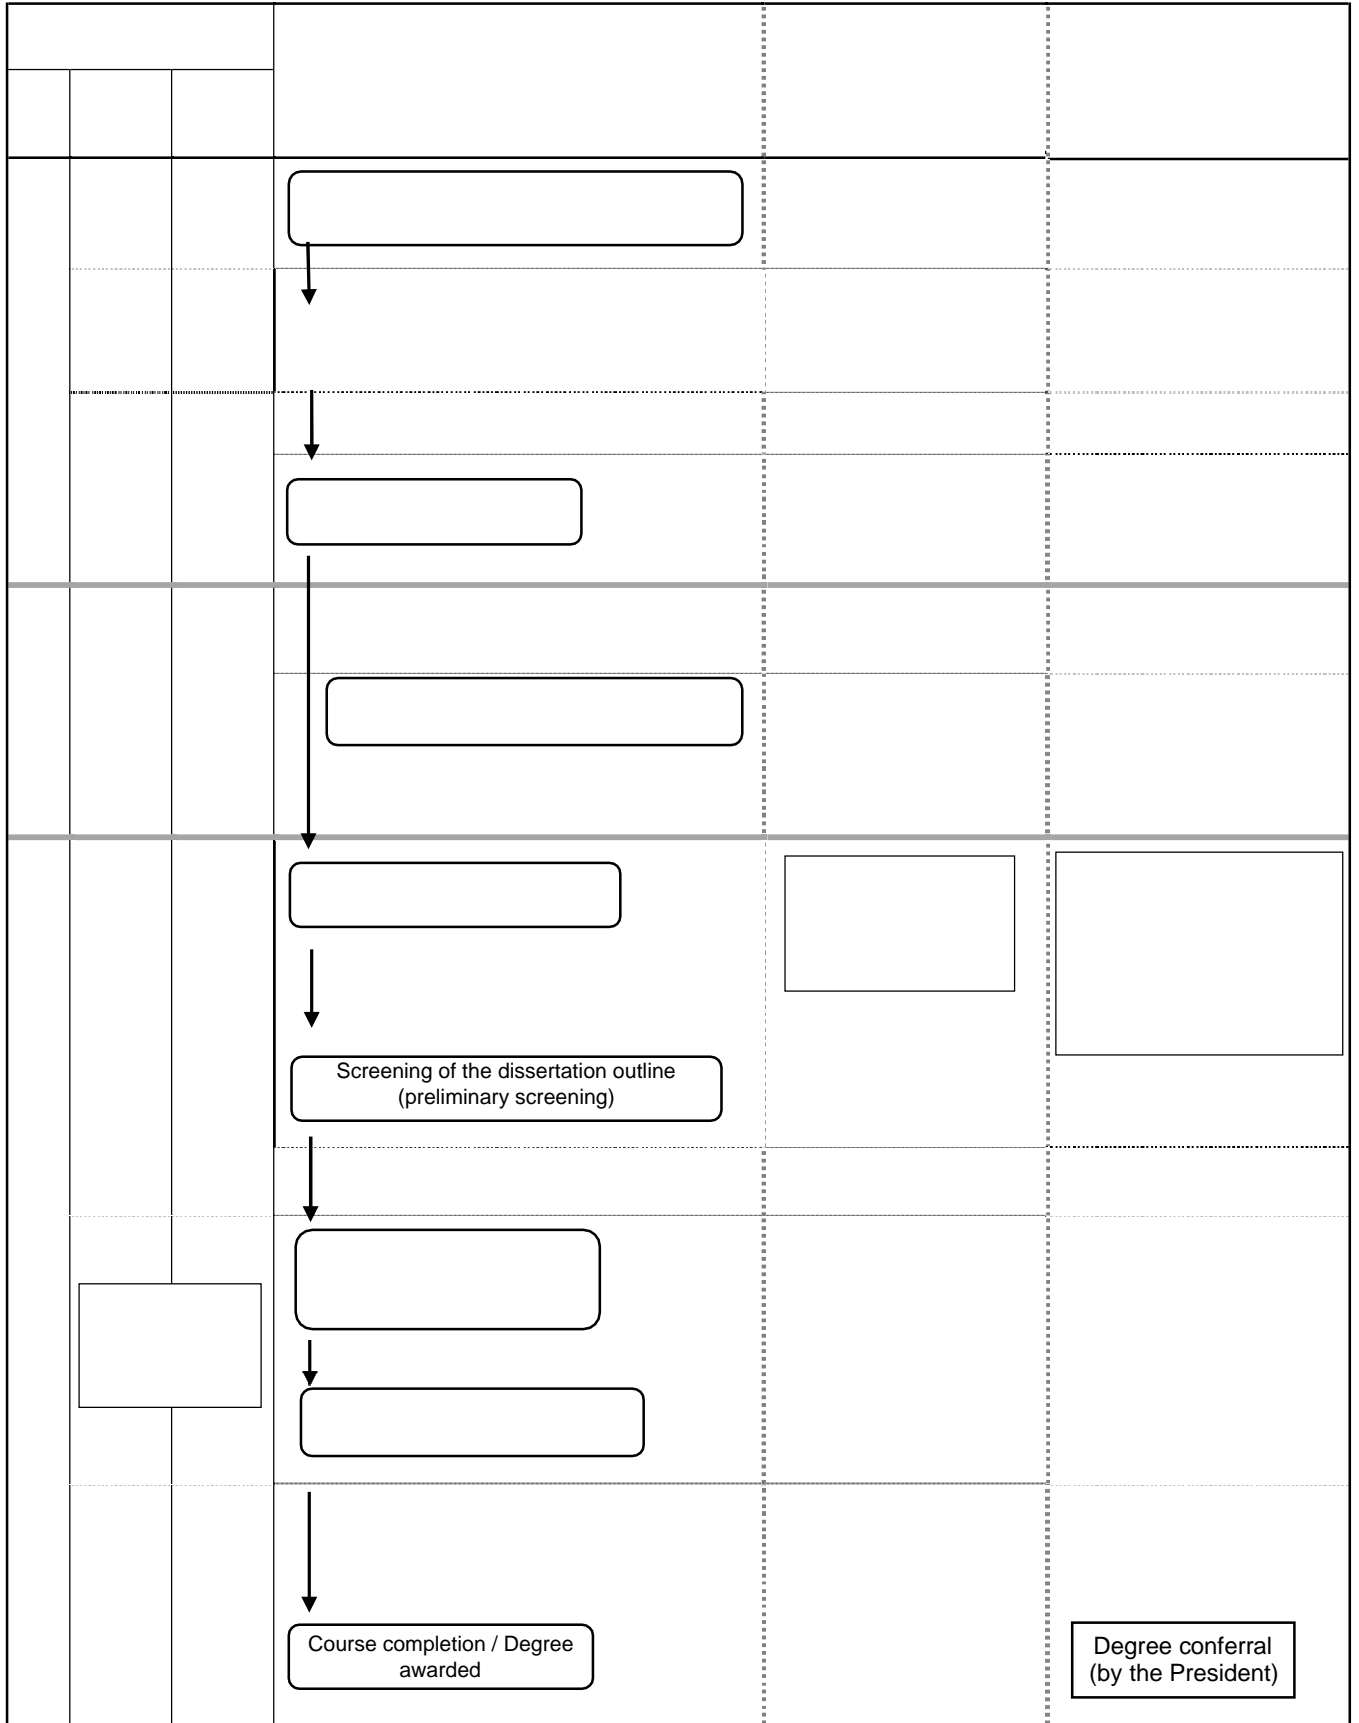 Screening of the dissertation outline
(preliminary screening)
Course completion / Degree
awarded
Degree conferral
(by the President)